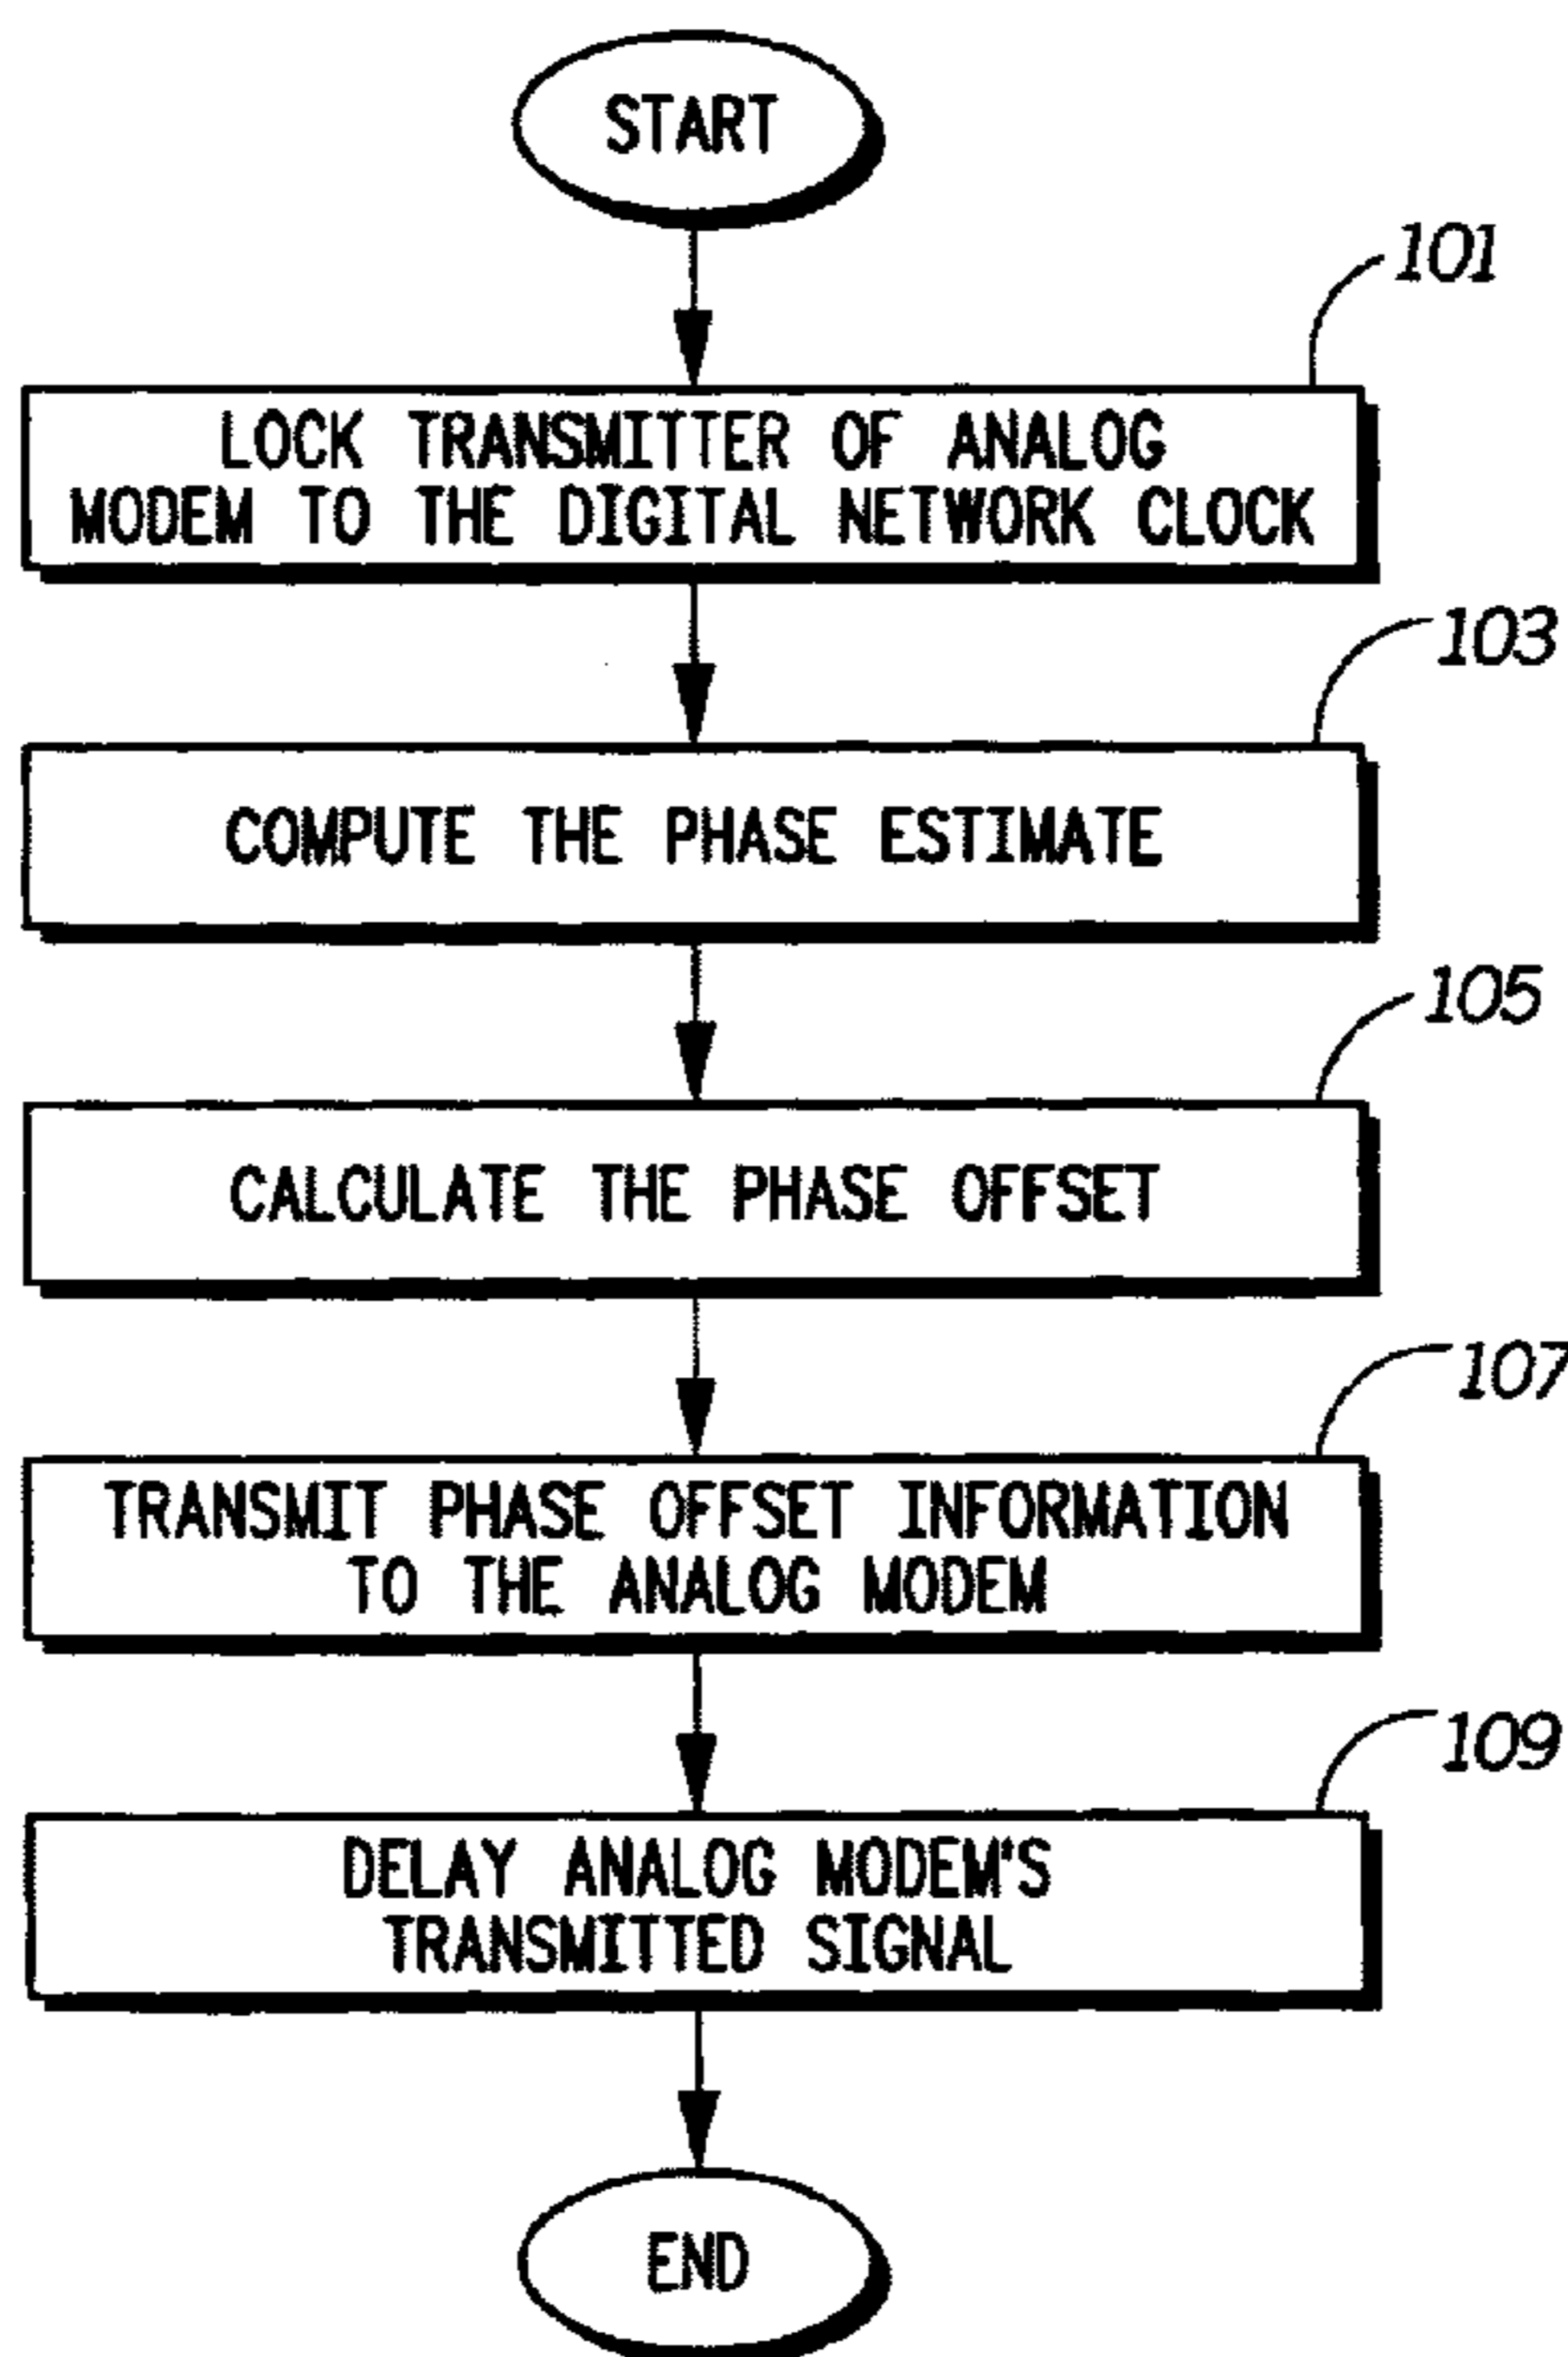 START
101
LOCK TRANSMITTER OF ANALOG
MODEM TO THE DIGITAL NETWORK CLOCK
103
COMPUTE THE PHASE ESTIMATE
105
CALCULATE THE PHASE OFFSET
107
TRANSMIT PHASE OFFSET INFORMATION
TO THE ANALOG MODEM
109
DELAY ANALOG MODEM'S
TRANSMITTED SIGNAL
END